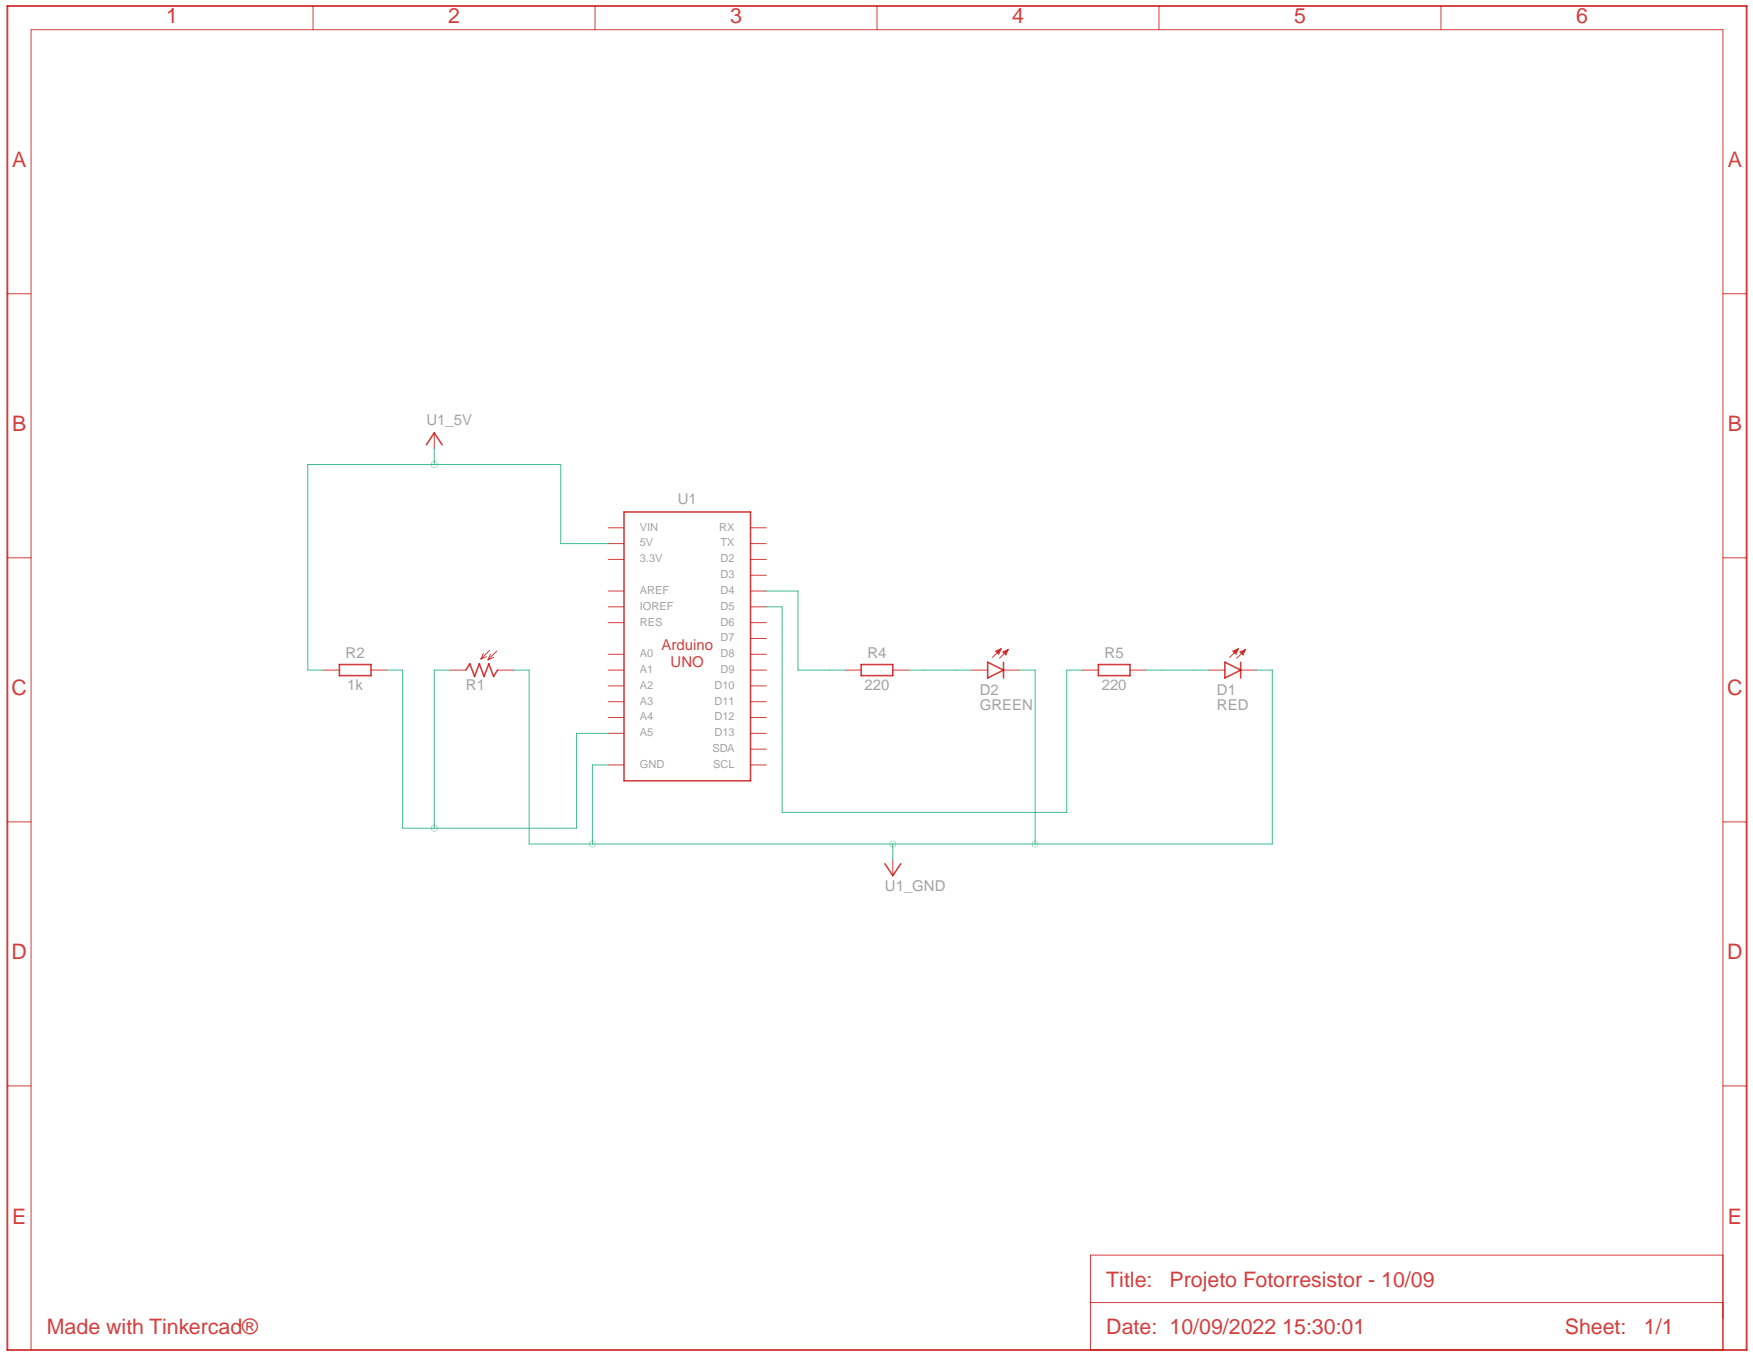 1 2 3 4 5 6
A A
B B
C C
D D
E E
U1_5V
U1
VIN RX
5V TX
3.3V D2
D3
AREF D4
IOREF D5
RES D6
D7
Arduino
UNO
A0 D8
A1 D9
A2 D10
A3 D11
A4 D12
A5 D13
SDA
GND SCL
R2
1k
R1
R4
220
D2
GREEN
R5
220
D1
RED
U1_GND
Title: Projeto Fotorresistor - 10/09
Date: 10/09/2022 15:30:01 Sheet: 1/1
Made with Tinkercad®